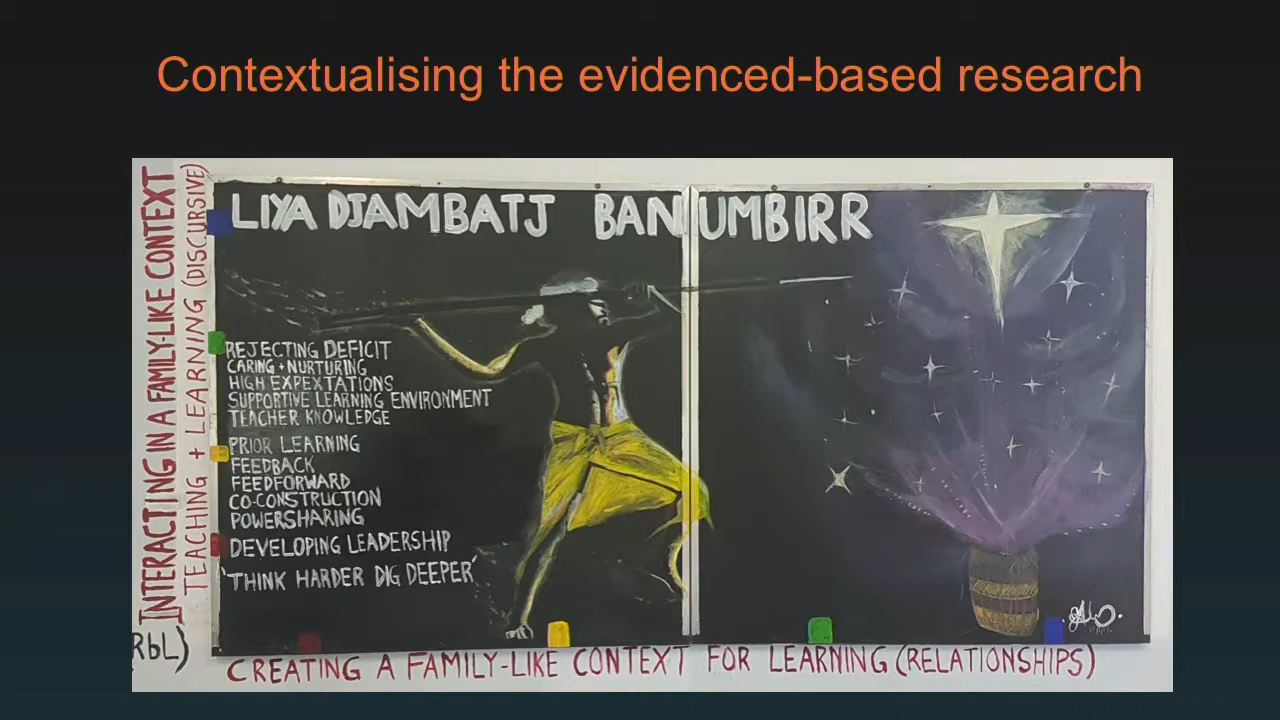 Contextualising the evidenced-based research
INTERACTING IN A FAMILY-LIKE CONTEXT
TEACHING + LEARNING (DISCURSIVE)
LIYA DJAMBATJ BANUMBIRR
REJECTING DEFICIT
CARING + NURTURING
HIGH EXPEXTATIONS
SUPPORTIVE LEARNING ENVIRONMENT
TEACHER KNOWLEDGE
PRIOR LEARNING
FEEDBACK
FEEDFORWARD
CO-CONSTRUCTION
POWERSHARING
DEVELOPING LEADERSHIP
'THINK HARDER DIG DEEPER'
RbL)
CREATING A FAMILY-LIKE CONTEXT FOR LEARNING (RELATIONSHIPS)